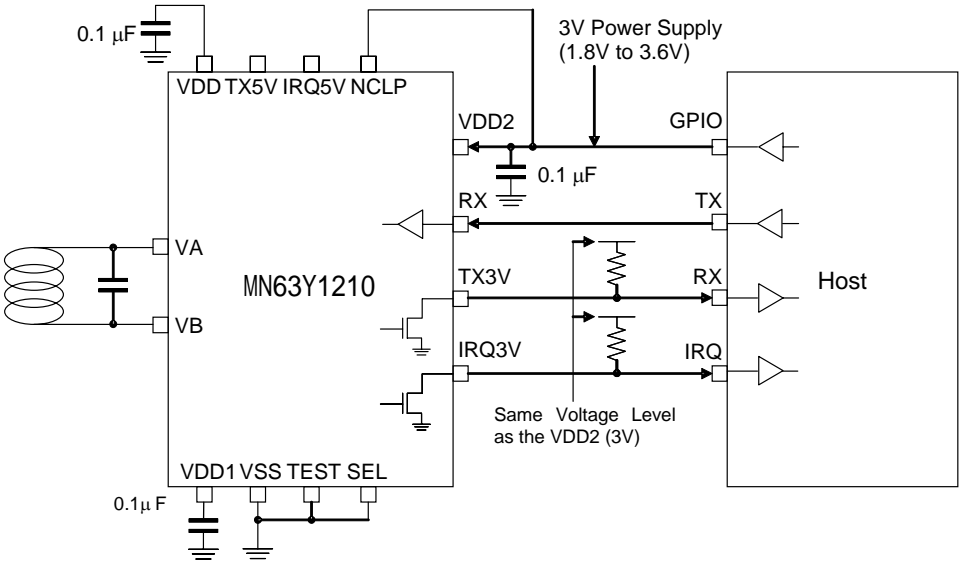 0.1 μF
3V Power Supply
(1.8V to 3.6V)
VDD TX5V IRQ5V NCLP
VDD2
GPIO
0.1 μF
RX
TX
VA
MN63Y1210
TX3V
RX
Host
VB
IRQ3V
IRQ
Same Voltage Level
as the VDD2 (3V)
VDD1 VSS TEST SEL
0.1μ F